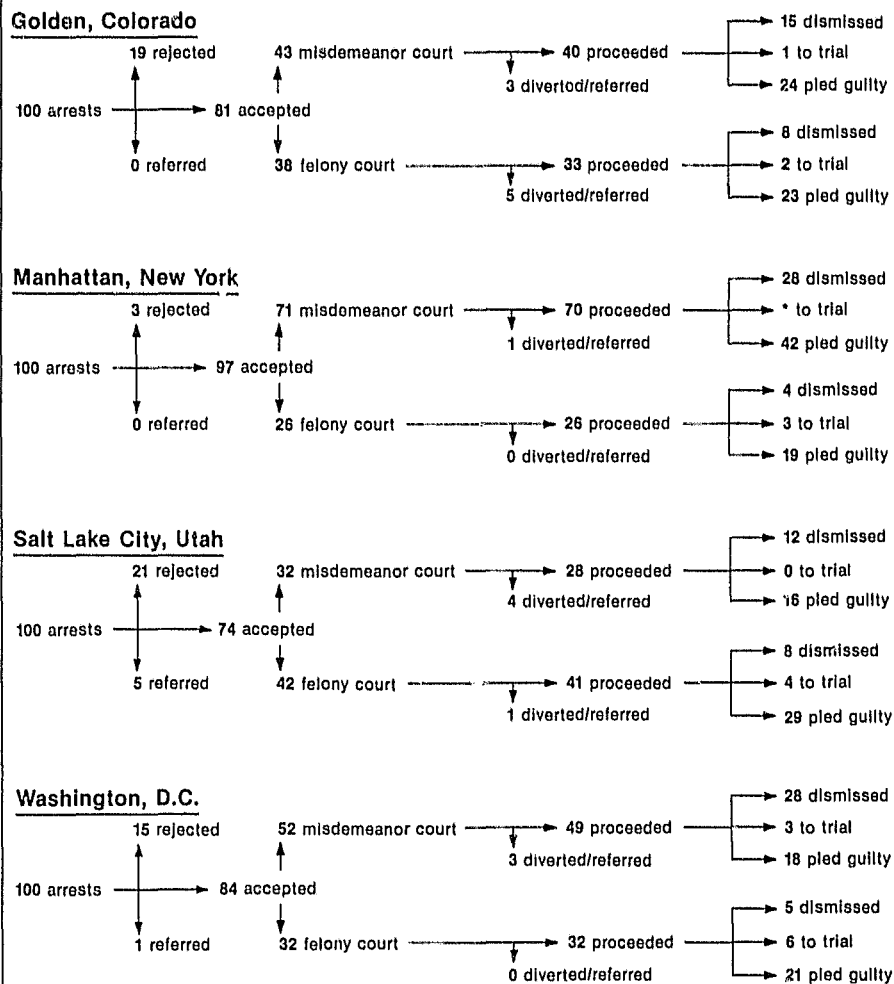 Golden, Colorado
15 dismissed
19 rejected 43 misdemeanor court 40 proceeded 1 to trial
3 diverted/referred 24 pled guilty
100 arrests 81 accepted
8 dismissed
0 referred 38 felony court 33 proceeded 2 to trial
5 diverted/referred 23 pled guilty
Manhattan, New York
28 dismissed
3 rejected 71 misdemeanor court 70 proceeded * to trial
1 diverted/referred 42 pled guilty
100 arrests 97 accepted
4 dismissed
0 referred 26 felony court 26 proceeded 3 to trial
0 diverted/referred 19 pled guilty
Salt Lake City, Utah
12 dismissed
21 rejected 32 misdemeanor court 28 proceeded 0 to trial
4 diverted/referred 16 pled guilty
100 arrests 74 accepted
8 dismissed
5 referred 42 felony court 41 proceeded 4 to trial
1 diverted/referred 29 pled guilty
Washington, D.C.
28 dismissed
15 rejected 52 misdemeanor court 49 proceeded 3 to trial
3 diverted/referred 18 pled guilty
100 arrests 84 accepted
5 dismissed
1 referred 32 felony court 32 proceeded 6 to trial
0 diverted/referred 21 pled guilty